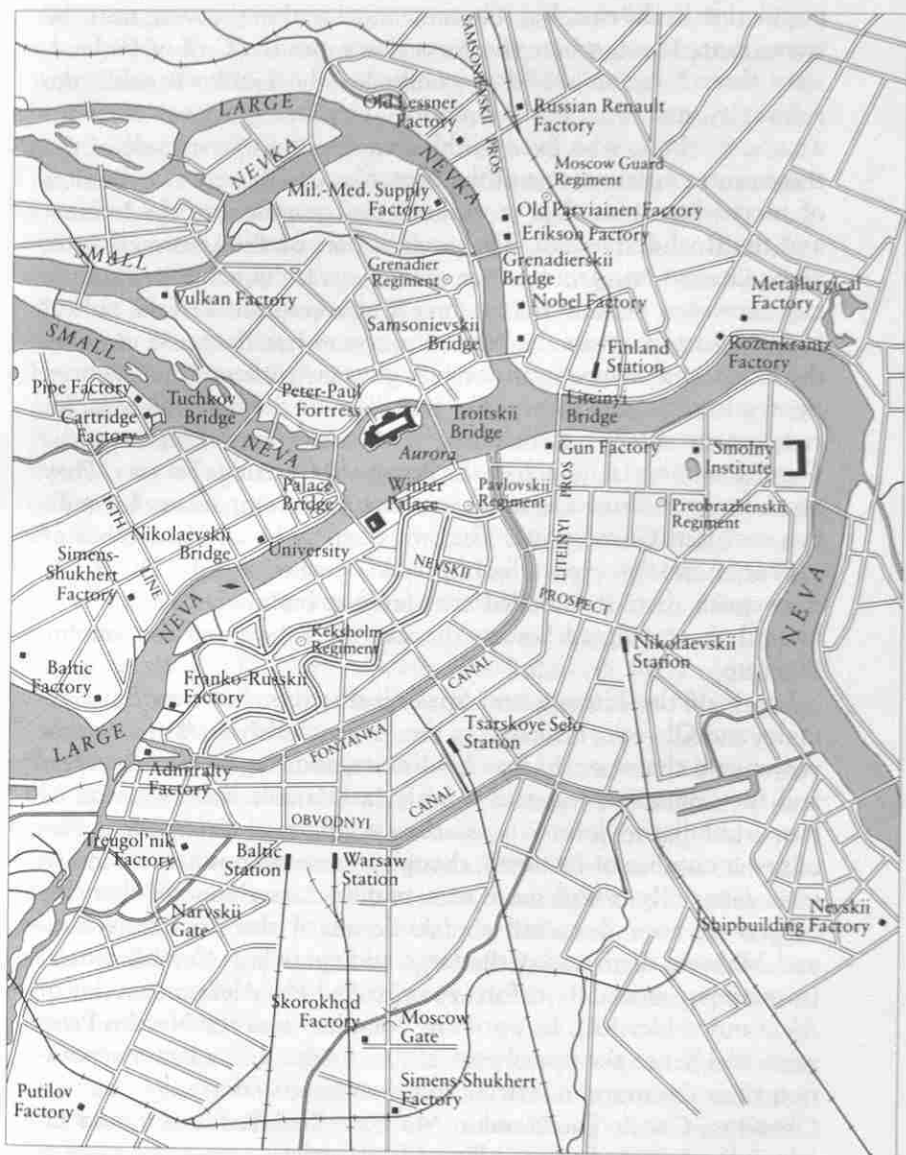 SAMSONIEVSKII
PROS
LARGE
NEVKA
Old Lessner
Factory
Russian Renault
Factory
NEVKA
Moscow Guard
Regiment
Mil.-Med. Supply
Factory
Old Parviainen Factory
Erikson Factory
SMALL
Grenadier
Regiment
Grenaderskii
Bridge
Metallurgical
Factory
Vulkan Factory
Nobel Factory
SMALL
Samsonievskii
Bridge
Finland
Station
Rozenkrantz
Factory
Pipe Factory
Cartridge
Factory
Tuchkov
Bridge
Peter-Paul
Fortress
Troitskii
Bridge
Liteinyi
Bridge
NEVA
Aurora
Gun Factory
Smolny
Institute
Palace
Bridge
Winter
Palace
Pavlovskii
Regiment
LITEINYI
PROS
Preobrazhenskii
Regiment
16TH
LINE
Nikolaevskii
Bridge
University
Simens-
Shukhert
Factory
NEVSKII
PROSPECT
NEVA
NEVA
Keksholm
Regiment
Nikolaevskii
Station
Baltic
Factory
Franko-Russkii
Factory
LARGE
FONTANKA
CANAL
Tsarskoye Selo
Station
Admiralty
Factory
OBVODNYI
CANAL
Treugol'nik
Factory
Baltic
Station
Warsaw
Station
Narvskii
Gate
Nevskii
Shipbuilding Factory
Skorokhod
Factory
Moscow
Gate
Putilov
Factory
Simens-Shukhert
Factory